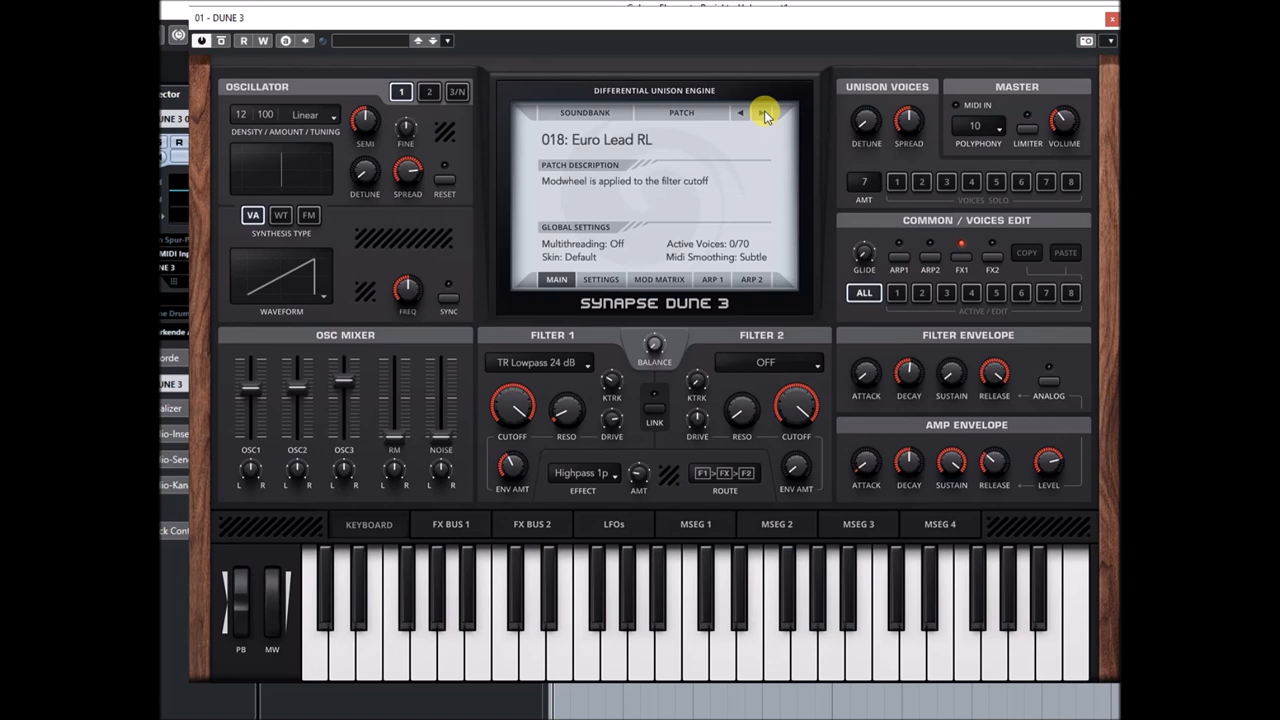 01 - DUNE 3
R W
OSCILLATOR
1 2 3/N
12 100 Linear
DENSITY / AMOUNT / TUNING
SEMI FINE
DETUNE SPREAD RESET
VA WT FM
SYNTHESIS TYPE
WAVEFORM
FREQ SYNC
DIFFERENTIAL UNISON ENGINE
SOUNDBANK PATCH
018: Euro Lead RL
PATCH DESCRIPTION
Modwheel is applied to the filter cutoff
GLOBAL SETTINGS
Multithreading: Off Active Voices: 0/70
Skin: Default Midi Smoothing: Subtle
MAIN SETTINGS MOD MATRIX ARP 1 ARP 2
SYNAPSE DUNE 3
UNISON VOICES
DETUNE SPREAD
MASTER
MIDI IN
10
POLYPHONY LIMITER VOLUME
7 1 2 3 4 5 6 7 8
AMT VOICES SOLO
COMMON / VOICES EDIT
GLIDE ARP1 ARP2 FX1 FX2 COPY PASTE
ALL 1 2 3 4 5 6 7 8
ACTIVE / EDIT
OSC MIXER
OSC1 OSC2 OSC3 RM NOISE
L R L R L R L R L R
FILTER 1 FILTER 2
BALANCE
TR Lowpass 24 dB OFF
KTRK KTRK
LINK
CUTOFF RESO DRIVE DRIVE RESO CUTOFF
Highpass 1p F1>FX>F2
ENV AMT EFFECT AMT ROUTE ENV AMT
FILTER ENVELOPE
ATTACK DECAY SUSTAIN RELEASE ANALOG
AMP ENVELOPE
ATTACK DECAY SUSTAIN RELEASE LEVEL
KEYBOARD FX BUS 1 FX BUS 2 LFOs MSEG 1 MSEG 2 MSEG 3 MSEG 4
PB MW